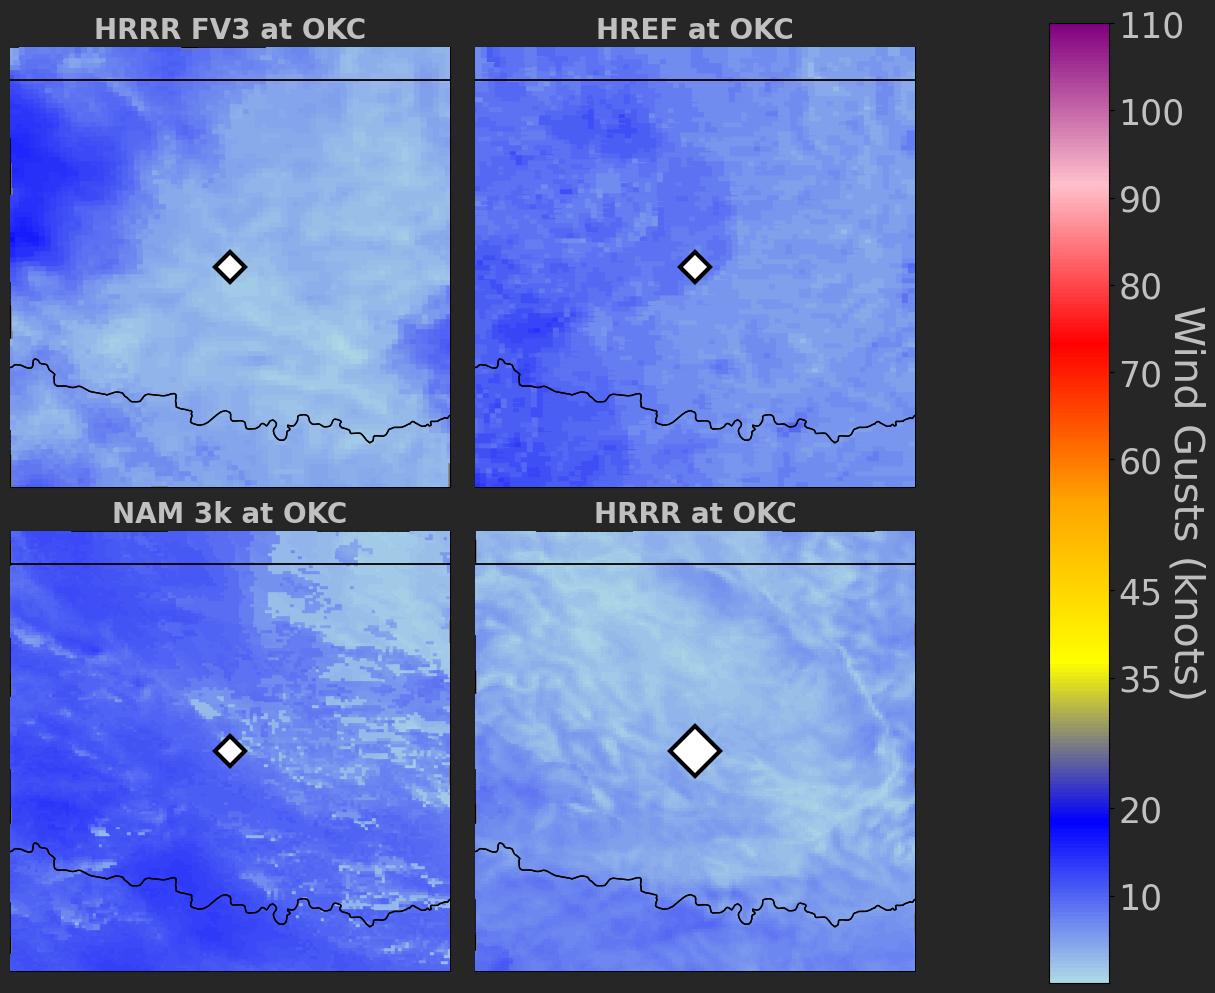 HRRR FV3 at OKC
HREF at OKC
NAM 3k at OKC
HRRR at OKC
110
100
90
80
70
60
45
35
20
10
Wind Gusts (knots)